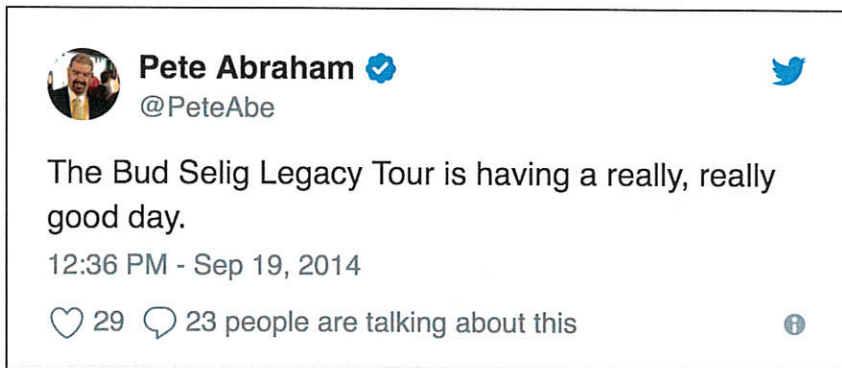 Pete Abraham
@PeteAbe
The Bud Selig Legacy Tour is having a really, really
good day.
12:36 PM - Sep 19, 2014
29 23 people are talking about this